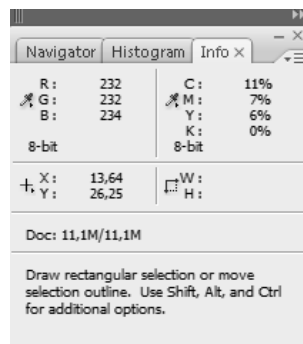 Navigator Histogram Info ×
R: 232 C: 11%
G: 232 M: 7%
B: 234 Y: 6%
K: 0%
8-bit 8-bit
X: 13,64 W:
Y: 26,25 H:
Doc: 11,1M/11,1M
Draw rectangular selection or move
selection outline. Use Shift, Alt, and Ctrl
for additional options.